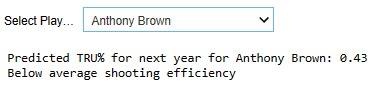 Select Play... Anthony Brown
Predicted TRU% for next year for Anthony Brown: 0.43
Below average shooting efficiency